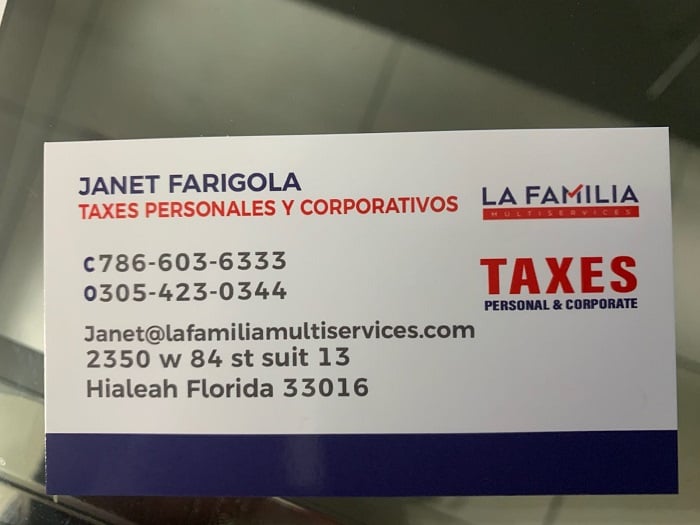 JANET FARIGOLA
TAXES PERSONALES Y CORPORATIVOS
C786-603-6333
O305-423-0344
Janet@lafamiliamultiservices.com
2350 w 84 st suit 13
Hialeah Florida 33016
LA FAMILIA
MULTISERVICES
TAXES
PERSONAL & CORPORATE